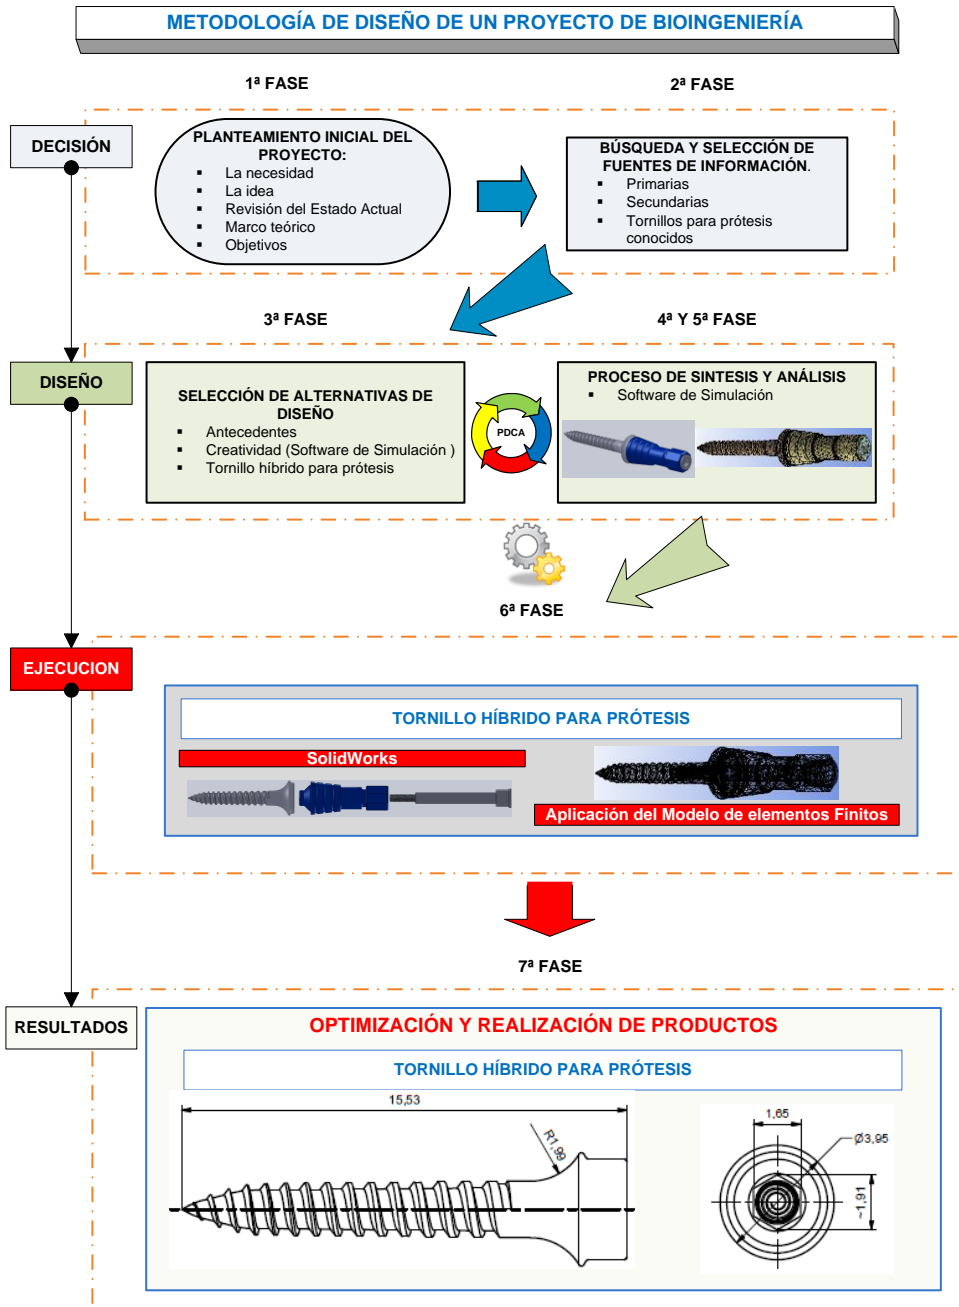 METODOLOGÍA DE DISEÑO DE UN PROYECTO DE BIOINGENIERÍA
1ª FASE
2ª FASE
DECISIÓN
PLANTEAMIENTO INICIAL DEL
PROYECTO:
▪ La necesidad
▪ La idea
▪ Revisión del Estado Actual
▪ Marco teórico
▪ Objetivos
BÚSQUEDA Y SELECCIÓN DE
FUENTES DE INFORMACIÓN.
▪ Primarias
▪ Secundarias
▪ Tornillos para prótesis
conocidos
3ª FASE
4ª Y 5ª FASE
DISEÑO
SELECCIÓN DE ALTERNATIVAS DE
DISEÑO
▪ Antecedentes
▪ Creatividad (Software de Simulación )
▪ Tornillo híbrido para prótesis
PDCA
PROCESO DE SINTESIS Y ANÁLISIS
▪ Software de Simulación
6ª FASE
EJECUCION
TORNILLO HÍBRIDO PARA PRÓTESIS
SolidWorks
Aplicación del Modelo de elementos Finitos
7ª FASE
RESULTADOS
OPTIMIZACIÓN Y REALIZACIÓN DE PRODUCTOS
TORNILLO HÍBRIDO PARA PRÓTESIS
15,53
R1,99
1,65
Ø3,95
~1,91